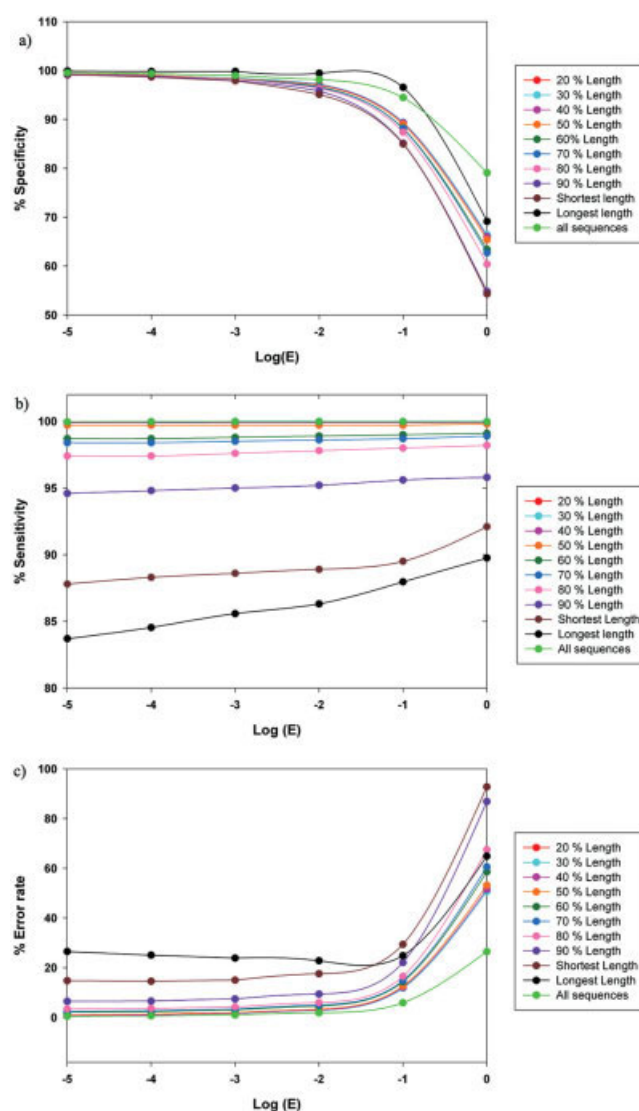 a)
110
100
90
80
70
60
50
% Specificity
-5 -4 -3 -2 -1 0
Log(E)
20 % Length
30 % Length
40 % Length
50 % Length
60% Length
70 % Length
80 % Length
90 % Length
Shortest length
Longest length
all sequences
b)
100
95
90
85
80
% Sensitivity
-5 -4 -3 -2 -1 0
Log (E)
20 % Length
30 % Length
40 % Length
50 % Length
60 % Length
70 % Length
80 % Length
90 % Length
Shortest Length
Longest length
All sequences
c)
100
80
60
40
20
0
% Error rate
-5 -4 -3 -2 -1 0
Log (E)
20 % Length
30 % Length
40 % Length
50 % Length
60 % Length
70 % Length
80 % Length
90 % Length
Shortest Length
Longest Length
All sequences